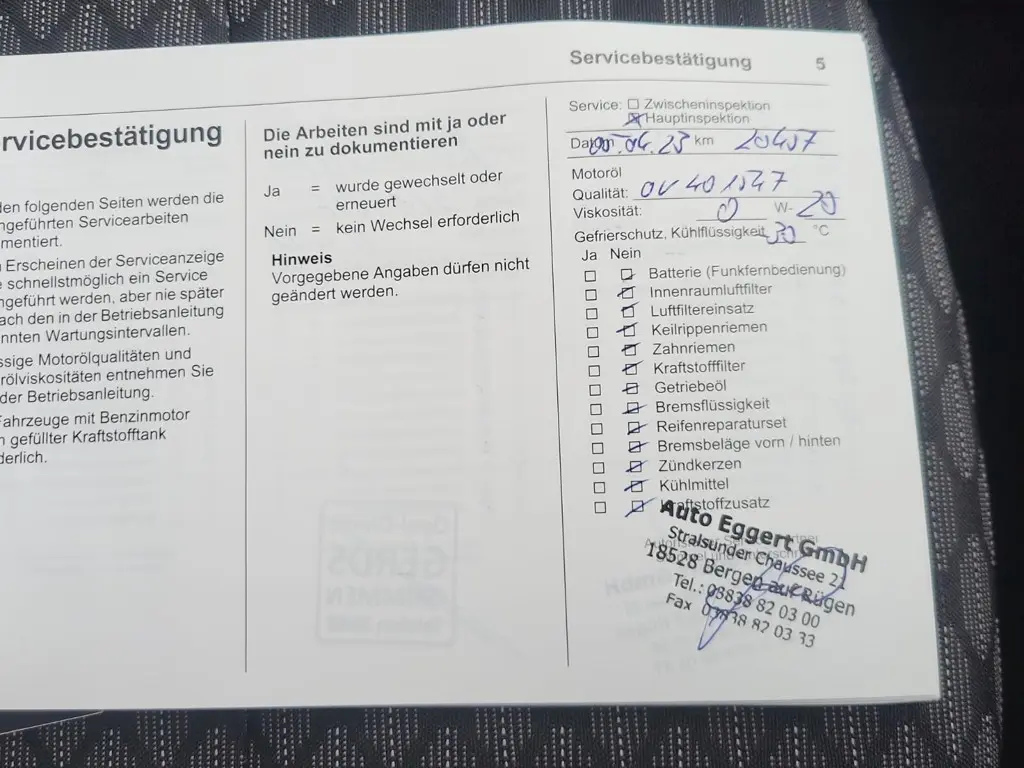 Servicebestätigung 5
rvicebestätigung
den folgenden Seiten werden die
ngeführten Servicearbeiten
mentiert.
Erscheinen der Serviceanzeige
schnellstmöglich ein Service
ngeführt werden, aber nie später
ach den in der Betriebsanleitung
nnten Wartungsintervallen.
ssige Motorölqualitäten und
rölviskositäten entnehmen Sie
der Betriebsanleitung.
Fahrzeuge mit Benzinmotor
n gefüllter Kraftstofftank
derlich.
Die Arbeiten sind mit ja oder
nein zu dokumentieren
Ja = wurde gewechselt oder
erneuert
Nein = kein Wechsel erforderlich
Hinweis
Vorgegebene Angaben dürfen nicht
geändert werden.
Service: Zwischeninspektion
Hauptinspektion
Datum 05.04.23 km 20457
Motoröl
Qualität: OV 401547
Viskosität: 0 W- 20
Gefrierschutz, Kühlflüssigkeit 30 °C
Ja Nein
Batterie (Funkfernbedienung)
Innenraumluftfilter
Luftfiltereinsatz
Keilrippenriemen
Zahnriemen
Kraftstofffilter
Getriebeöl
Bremsflüssigkeit
Reifenreparaturset
Bremsbeläge vorn / hinten
Zündkerzen
Kühlmittel
Kraftstoffzusatz
Auto Eggert GmbH
Stralsunder Chaussee 21
18528 Bergen auf Rügen
Tel.: 03838 82 03 00
Fax 03838 82 03 33